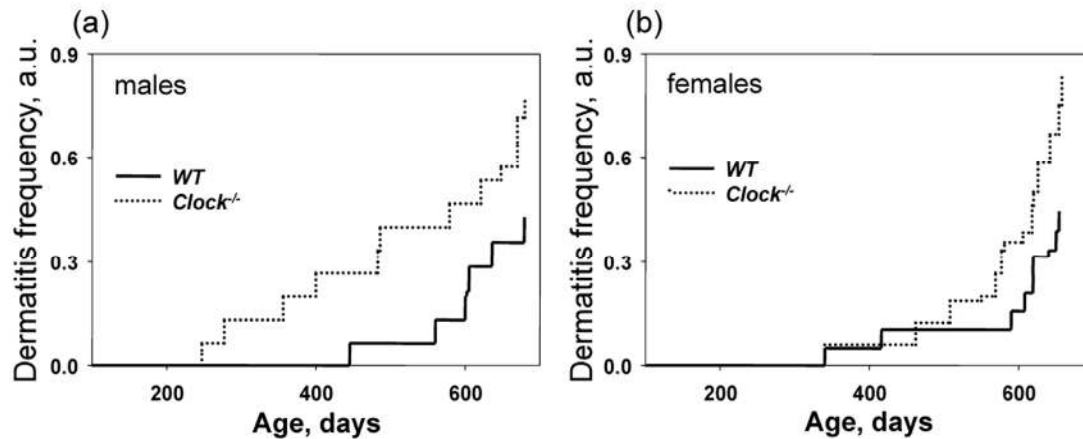 (a)
Dermatitis frequency, a.u.
0.9
0.6
0.3
0.0
males
WT
Clock-/-
200
400
600
Age, days
(b)
Dermatitis frequency, a.u.
0.9
0.6
0.3
0.0
females
WT
Clock-/-
200
400
600
Age, days